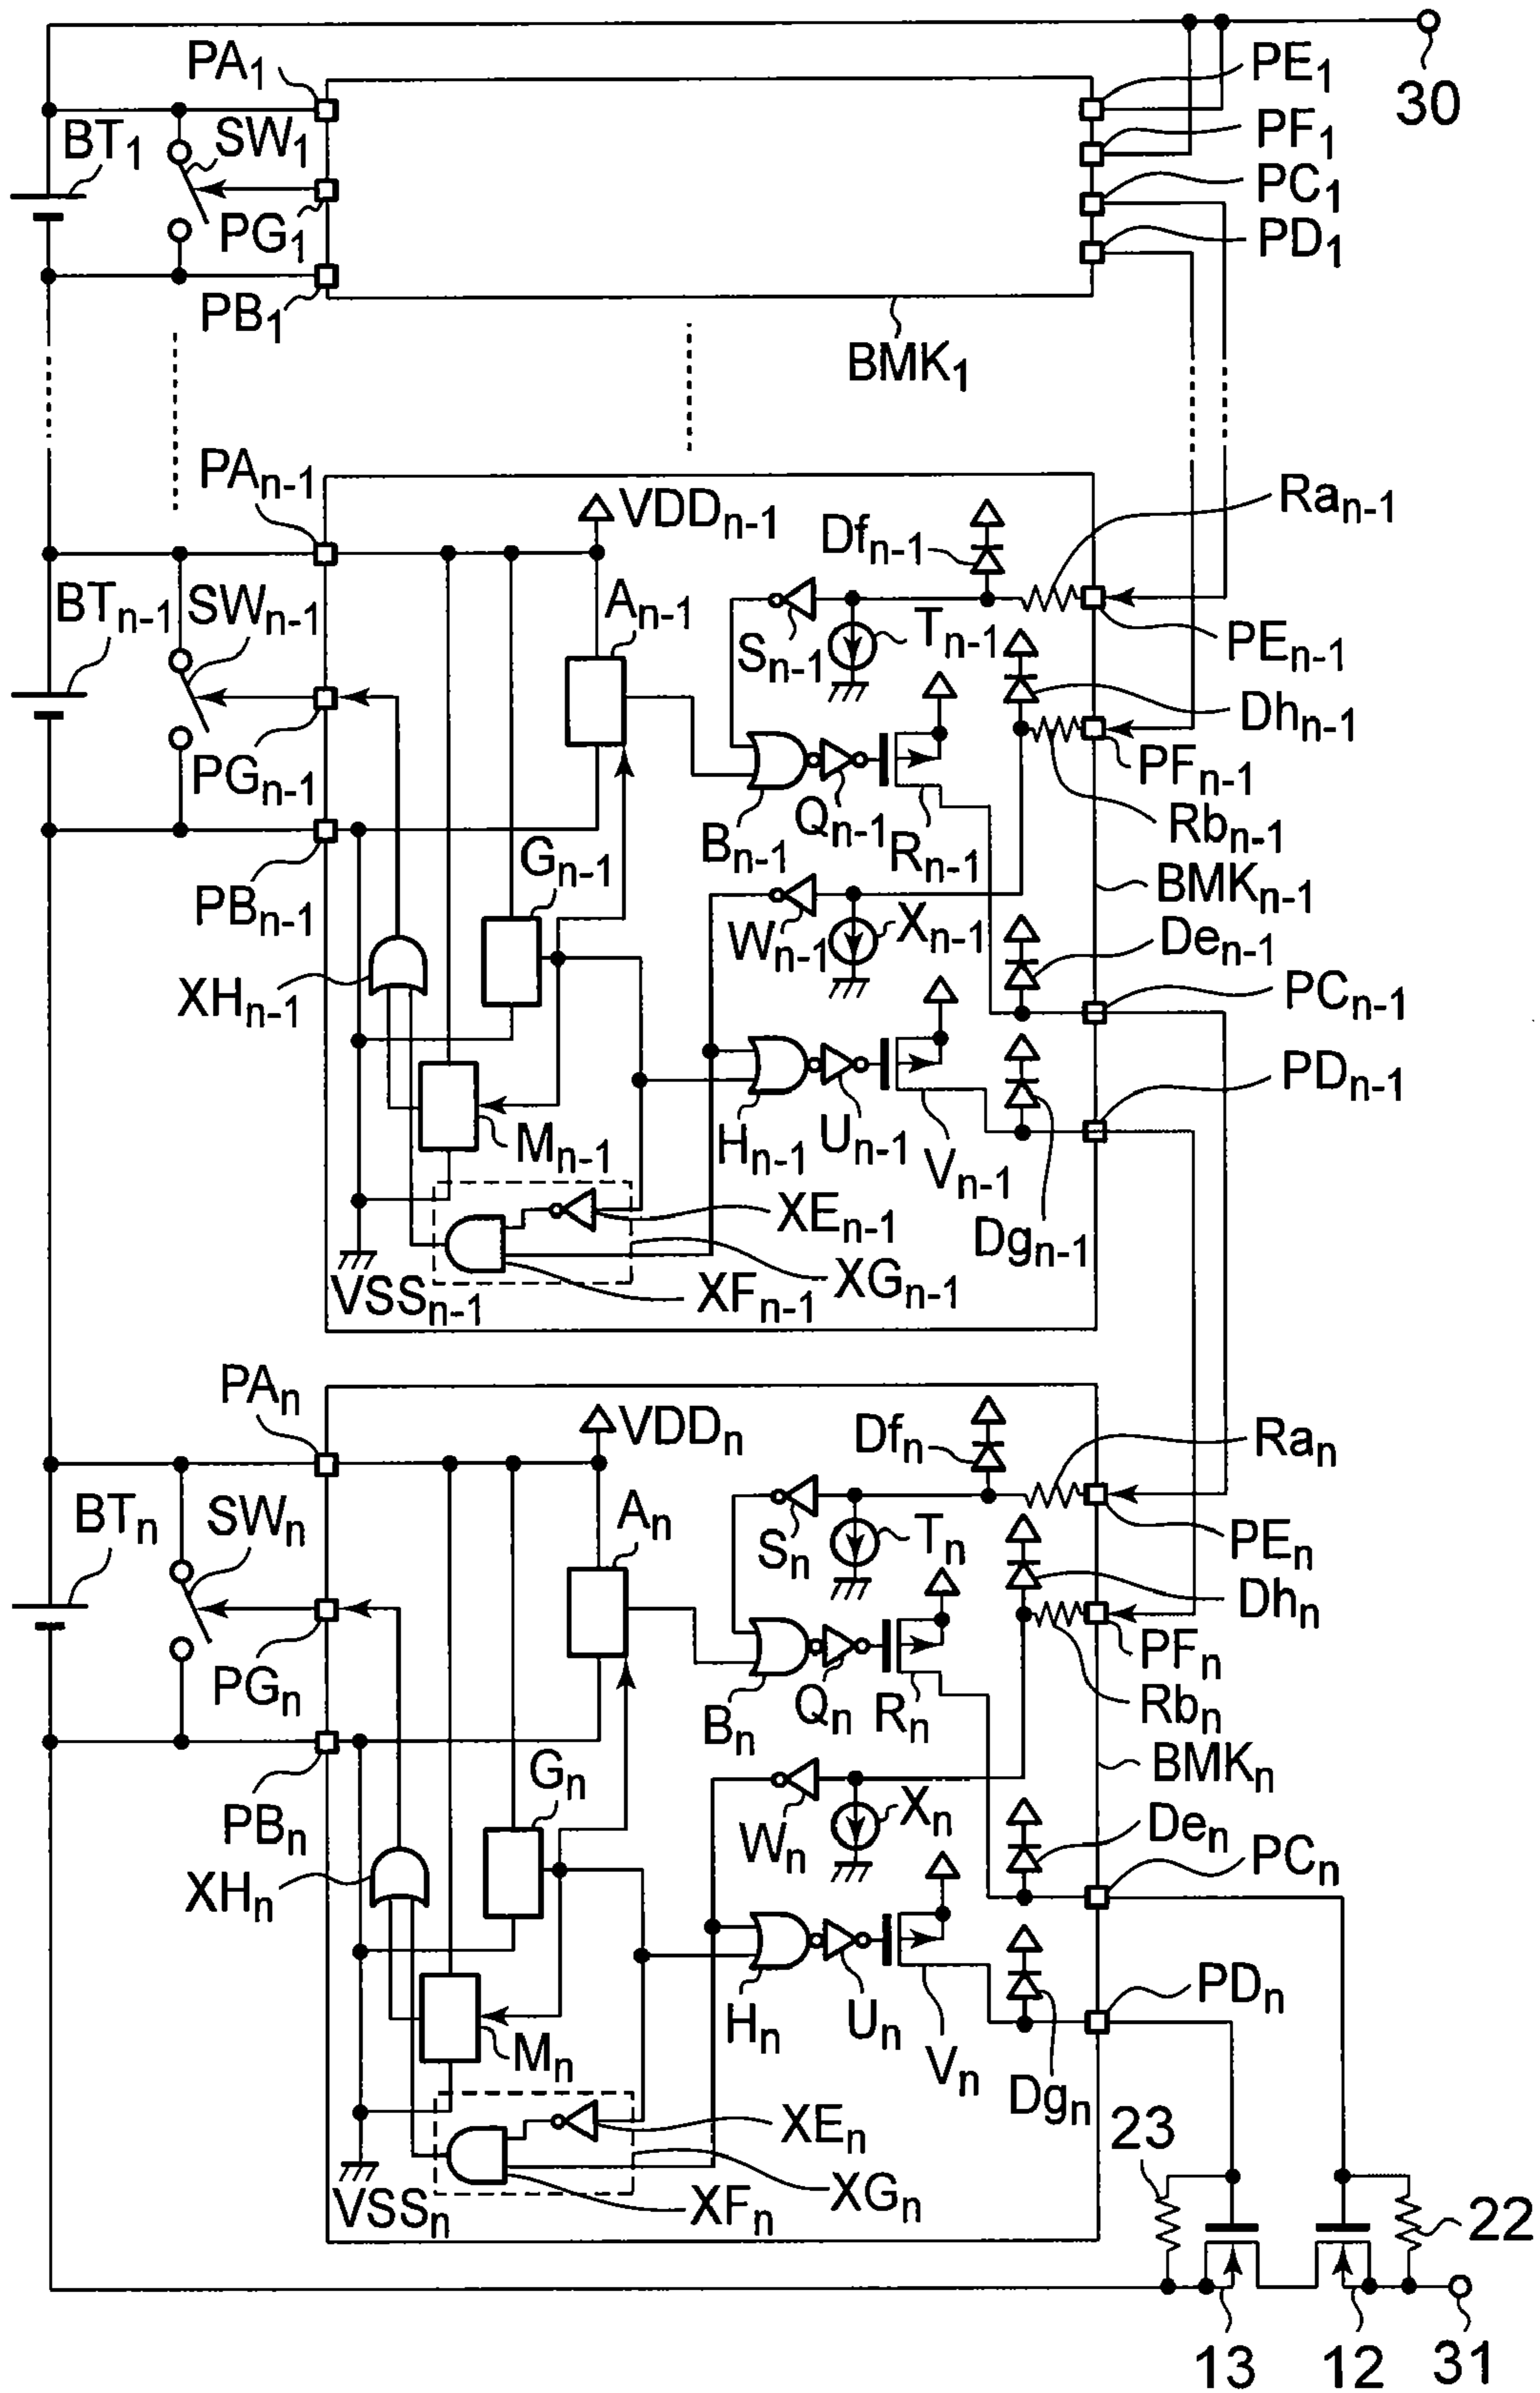 PA1
PE1
30
BT1
SW1
PF1
PC1
PG1
PD1
PB1
BMK1
PAn-1
VDDn-1
Dfn-1
Ran-1
BTn-1
SWn-1
An-1
Sn-1
Tn-1
PEn-1
Dhn-1
PGn-1
PFn-1
Qn-1
Bn-1
Rn-1
Rbn-1
PBn-1
Gn-1
BMKn-1
Wn-1
Xn-1
Den-1
XHn-1
PCn-1
PDn-1
Mn-1
Hn-1
Un-1
Vn-1
XEn-1
Dgn-1
VSSn-1
XFn-1
XGn-1
PAn
VDDn
Dfn
Ran
BTn
SWn
An
Sn
Tn
PEn
Dhn
PGn
PFn
Bn
Qn
Rn
Rbn
PBn
Gn
BMKn
Wn
Xn
Den
PCn
XHn
PDn
Mn
Hn
Un
Vn
Dgn
XEn
23
VSSn
XFn
XGn
22
13
12
31